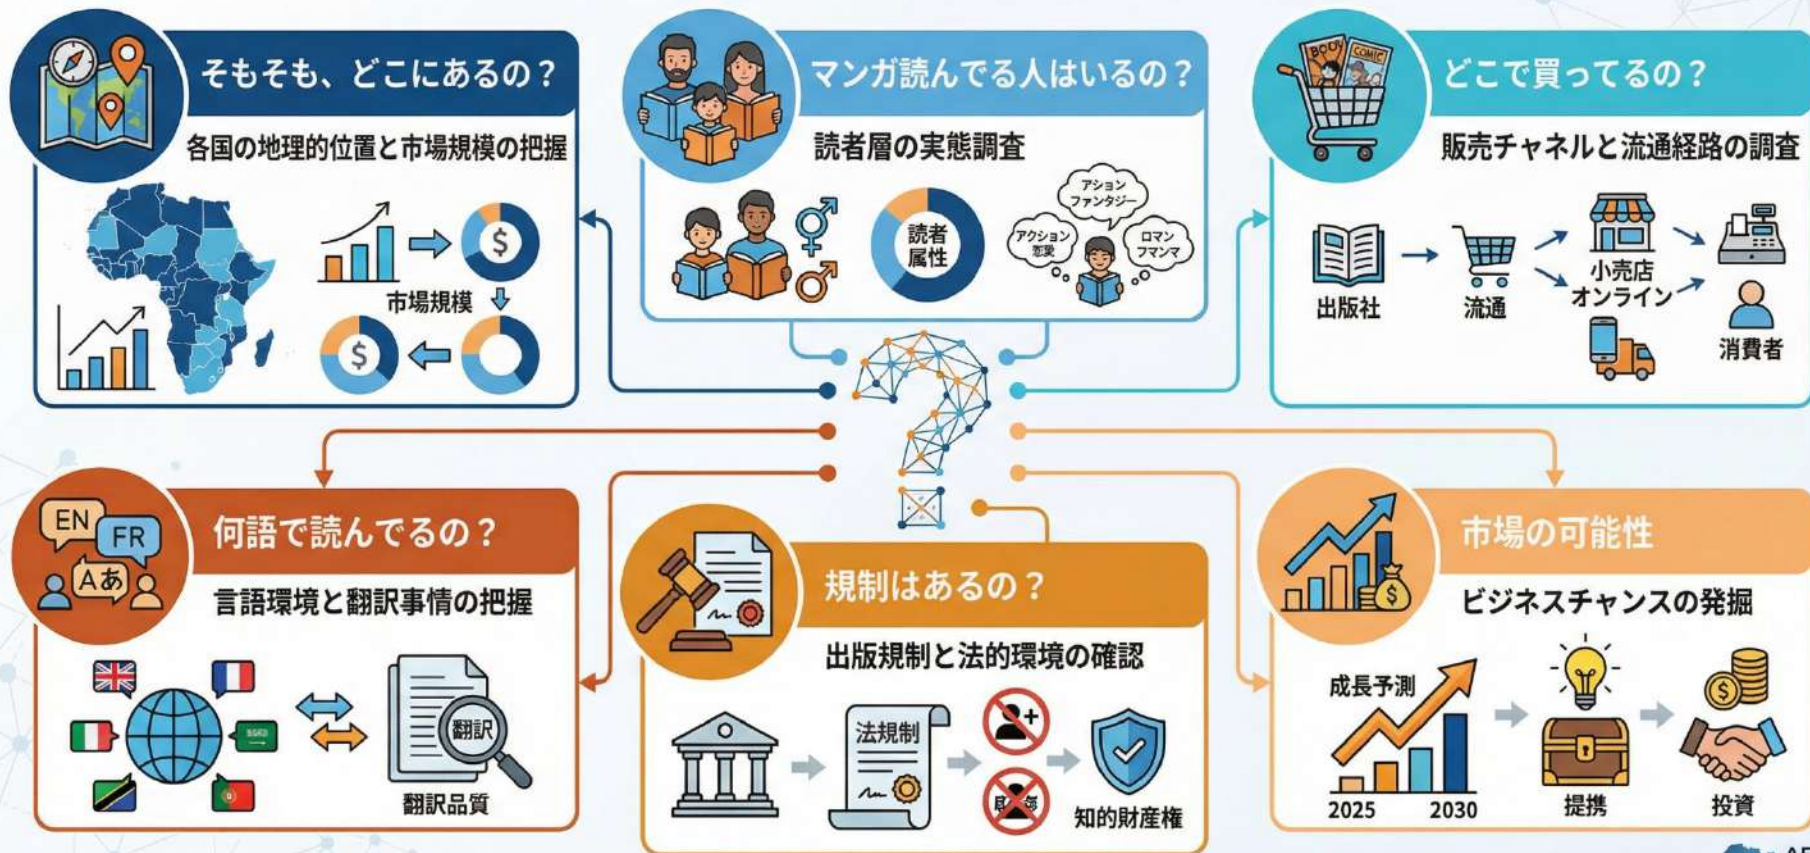 そもそも、どこにあるの？
各国の地理的位置と市場規模の把握
$
市場規模
$
マンガ読んでる人はいるの？
読者層の実態調査
読者
属性
アション
ファンタジー
アクション
恋愛
ロマン
フマンマ
BODY
COMIC
どこで買ってるの？
販売チャネルと流通経路の調査
出版社
流通
小売店
オンライン
消費者
EN
FR
Aあ
何語で読んでるの？
言語環境と翻訳事情の把握
翻訳
翻訳品質
規制はあるの？
出版規制と法的環境の確認
法規制
知的財産権
$
市場の可能性
ビジネスチャンスの発掘
成長予測
2025
2030
提携
$
投資